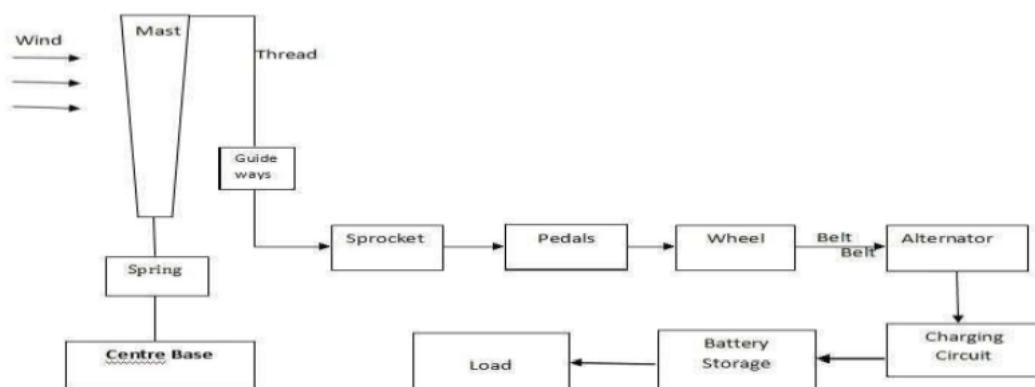 Wind
Mast
Thread
Guide
ways
Sprocket
Pedals
Wheel
Belt
Belt
Alternator
Spring
Centre Base
Load
Battery
Storage
Charging
Circuit